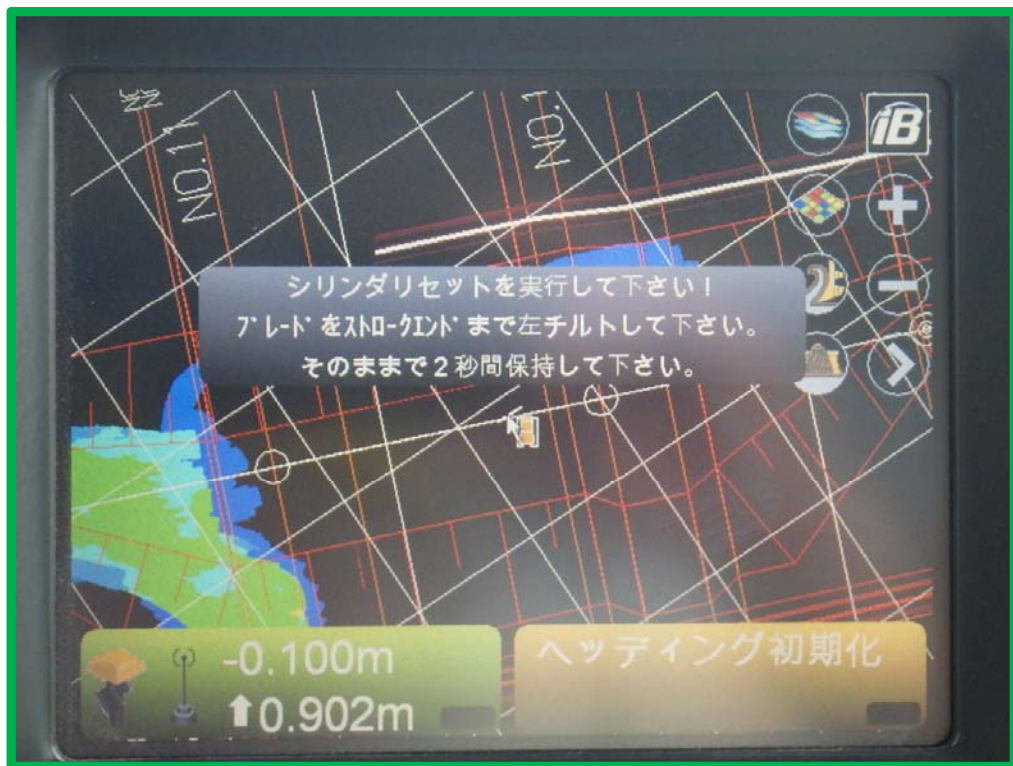 NO.11
NO.1
iB
シリンダリセットを実行して下さい！
ﾌﾞﾚｰﾄﾞをｽﾄﾛｰｸｴﾝﾄﾞまで左チルトして下さい。
そのままで2秒間保持して下さい。
-0.100m
⬆0.902m
ヘッディング初期化